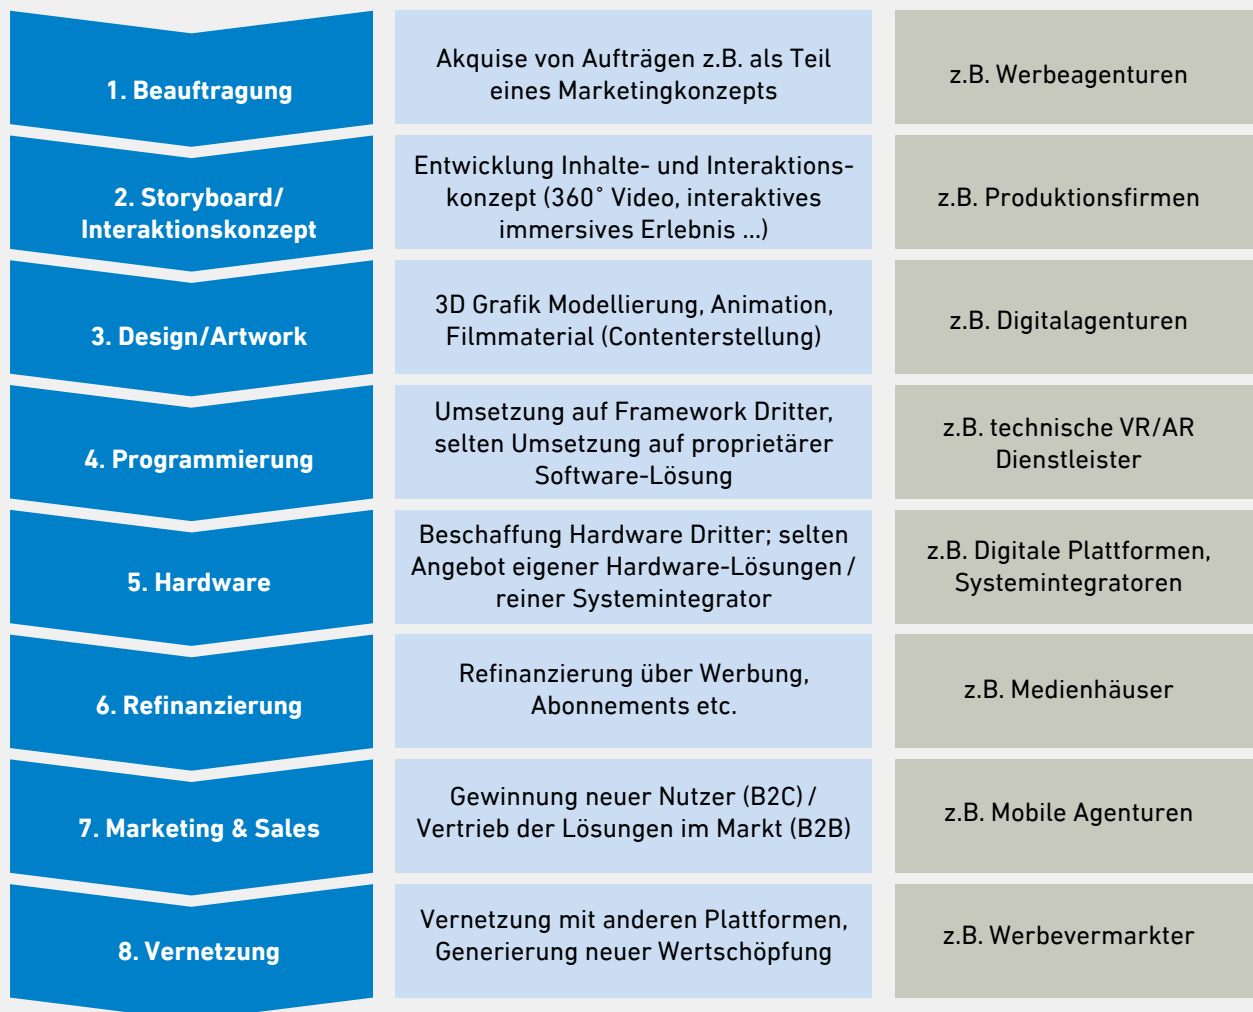 1. Beauftragung
Akquise von Aufträgen z.B. als Teil
eines Marketingkonzepts
z.B. Werbeagenturen
2. Storyboard/
Interaktionskonzept
Entwicklung Inhalte- und Interaktions-
konzept (360° Video, interaktives
immersives Erlebnis ...)
z.B. Produktionsfirmen
3. Design/Artwork
3D Grafik Modellierung, Animation,
Filmmaterial (Contenterstellung)
z.B. Digitalagenturen
4. Programmierung
Umsetzung auf Framework Dritter,
selten Umsetzung auf proprietärer
Software-Lösung
z.B. technische VR/AR
Dienstleister
5. Hardware
Beschaffung Hardware Dritter; selten
Angebot eigener Hardware-Lösungen /
reiner Systemintegrator
z.B. Digitale Plattformen,
Systemintegratoren
6. Refinanzierung
Refinanzierung über Werbung,
Abonnements etc.
z.B. Medienhäuser
7. Marketing & Sales
Gewinnung neuer Nutzer (B2C) /
Vertrieb der Lösungen im Markt (B2B)
z.B. Mobile Agenturen
8. Vernetzung
Vernetzung mit anderen Plattformen,
Generierung neuer Wertschöpfung
z.B. Werbevermarkter